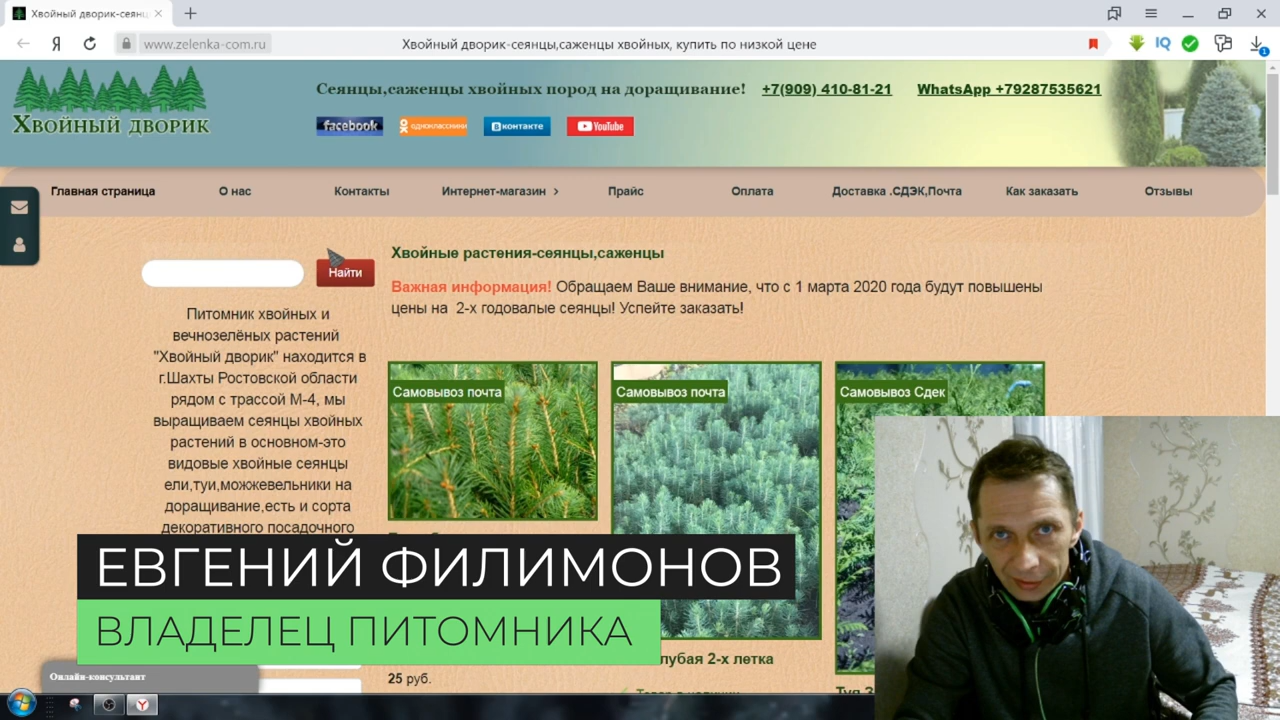 Хвойный дворик-сеянц
www.zelenka-com.ru
Хвойный дворик-сеянцы,саженцы хвойных, купить по низкой цене
IQ
1
Хвойный дворик
Сеянцы,саженцы хвойных пород на доращивание!
+7(909) 410-81-21
WhatsApp +79287535621
facebook
одноклассники
контакте
YouTube
Главная страница
О нас
Контакты
Интернет-магазин
Прайс
Оплата
Доставка .СДЭК,Почта
Как заказать
Отзывы
Найти
Питомник хвойных и
вечнозелёных растений
"Хвойный дворик" находится в
г.Шахты Ростовской области
рядом с трассой М-4, мы
выращиваем сеянцы хвойных
растений в основном-это
видовые хвойные сеянцы
ели,туи,можжевельники на
доращивание,есть и сорта
декоративного посадочного
Хвойные растения-сеянцы,саженцы
Важная информация! Обращаем Ваше внимание, что с 1 марта 2020 года будут повышены
цены на 2-х годовалые сеянцы! Успейте заказать!
Самовывоз почта
Самовывоз почта
Самовывоз Сдек
ЕВГЕНИЙ ФИЛИМОНОВ
ВЛАДЕЛЕЦ ПИТОМНИКА
лубая 2-х летка
25 руб.
Туя
Онлайн-консультант